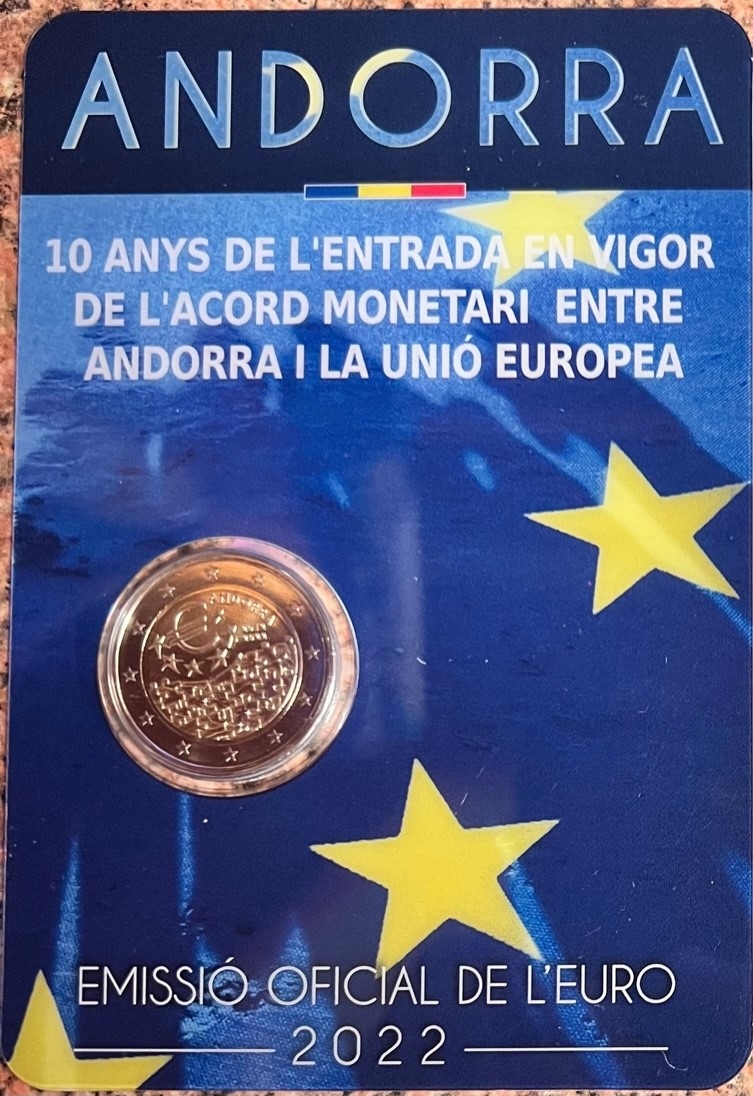 ANDORRA
10 ANYS DE L'ENTRADA EN VIGOR
DE L'ACORD MONETARI ENTRE
ANDORRA I LA UNIÓ EUROPEA
ANDORRA
EMISSIÓ OFICIAL DE L'EURO
2022